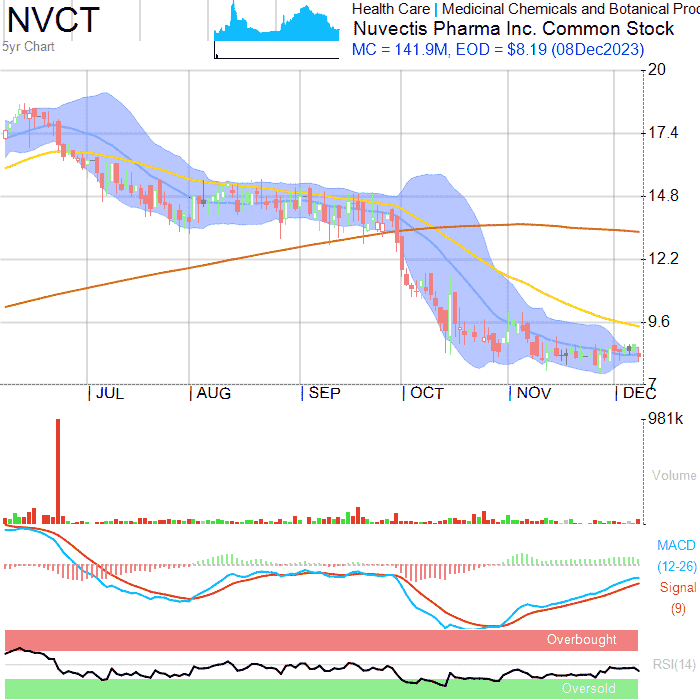 NVCT
5yr Chart
Health Care | Medicinal Chemicals and Botanical Proc
Nuvectis Pharma Inc. Common Stock
MC = 141.9M, EOD = $8.19 (08Dec2023)
20
17.4
14.8
12.2
9.6
7
JUL AUG SEP OCT NOV DEC
981k
Volume
MACD
(12-26)
Signal
(9)
Overbought
RSI(14)
Oversold